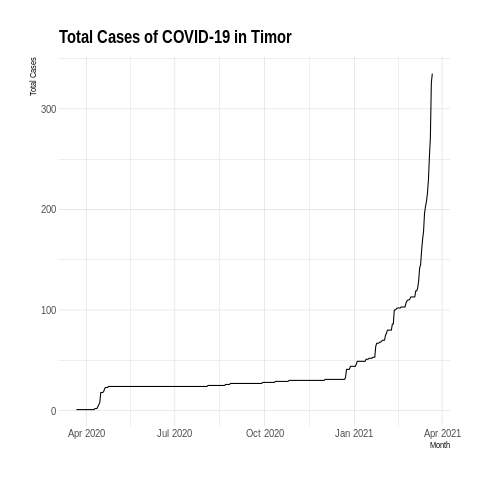 Total Cases of COVID-19 in Timor
Total Cases
300
200
100
0
Apr 2020 Jul 2020 Oct 2020 Jan 2021 Apr 2021
Month